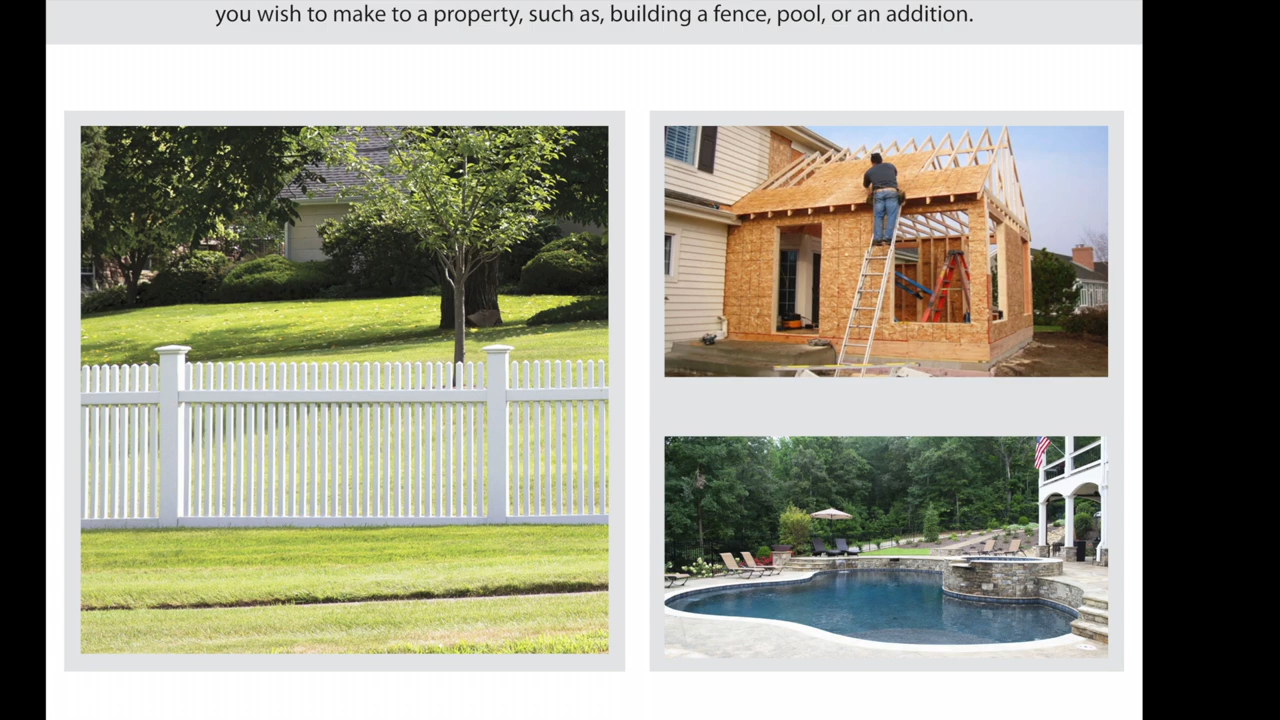 you wish to make to a property, such as, building a fence, pool, or an addition.